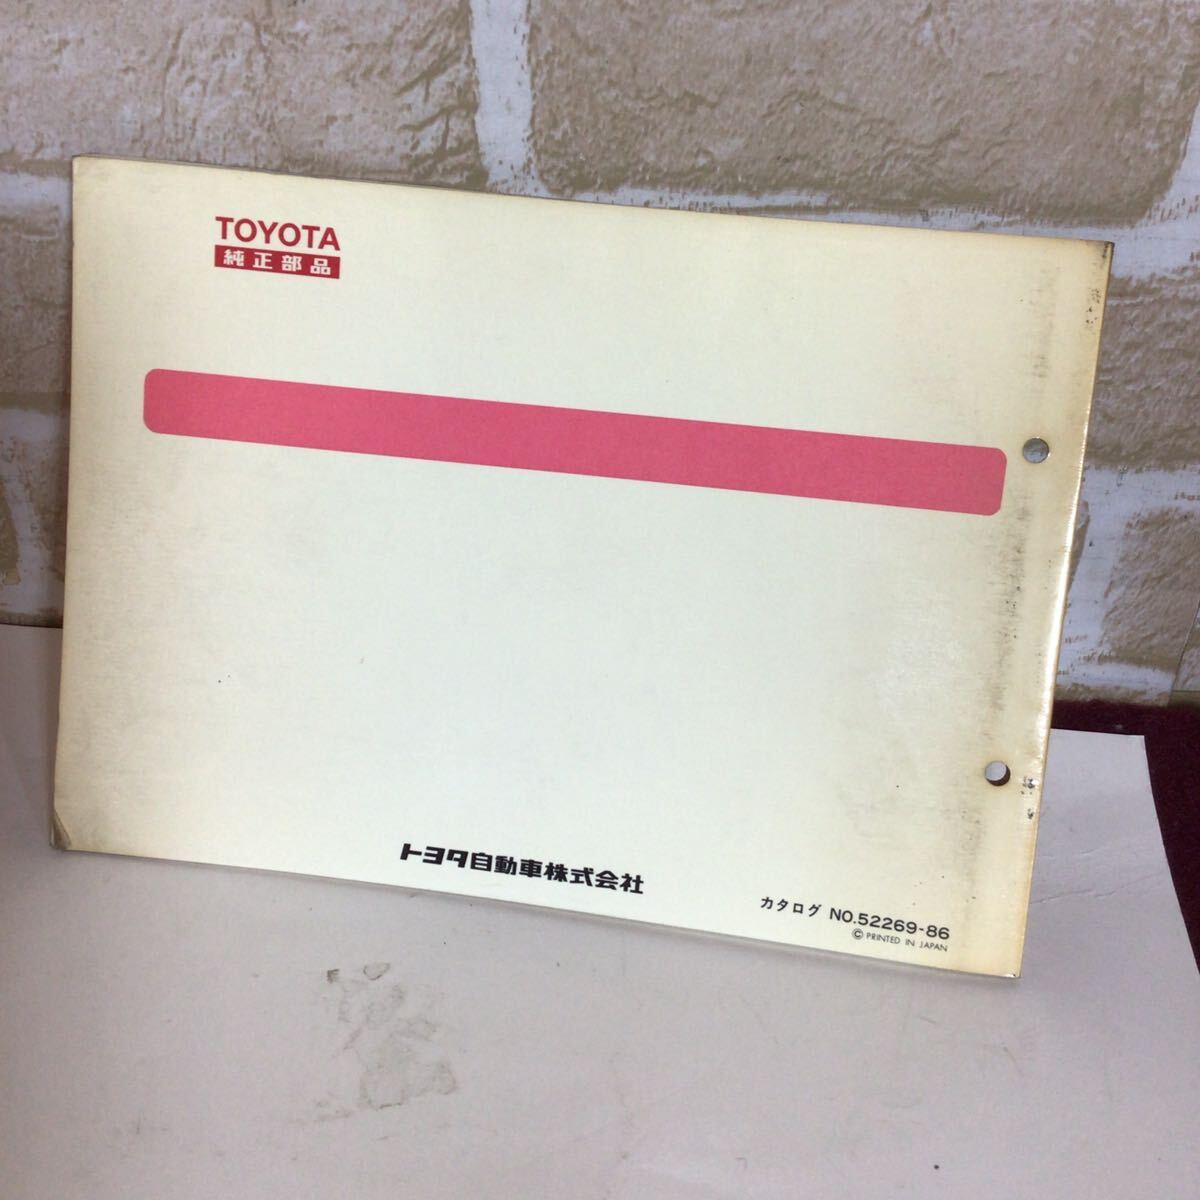 TOYOTA
純正部品
トヨタ自動車株式会社
カタログ NO.52269-86
© PRINTED IN JAPAN